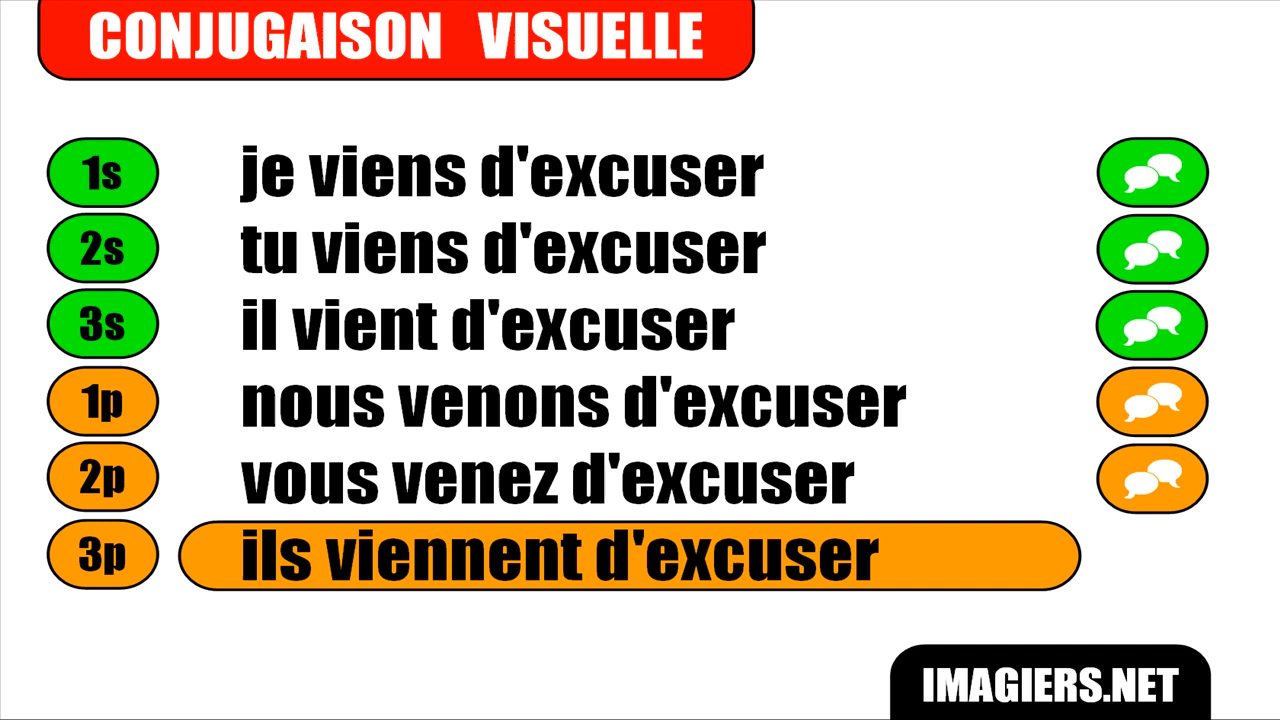 CONJUGAISON VISUELLE
1s je viens d'excuser
2s tu viens d'excuser
3s il vient d'excuser
1p nous venons d'excuser
2p vous venez d'excuser
3p ils viennent d'excuser
IMAGIERS.NET